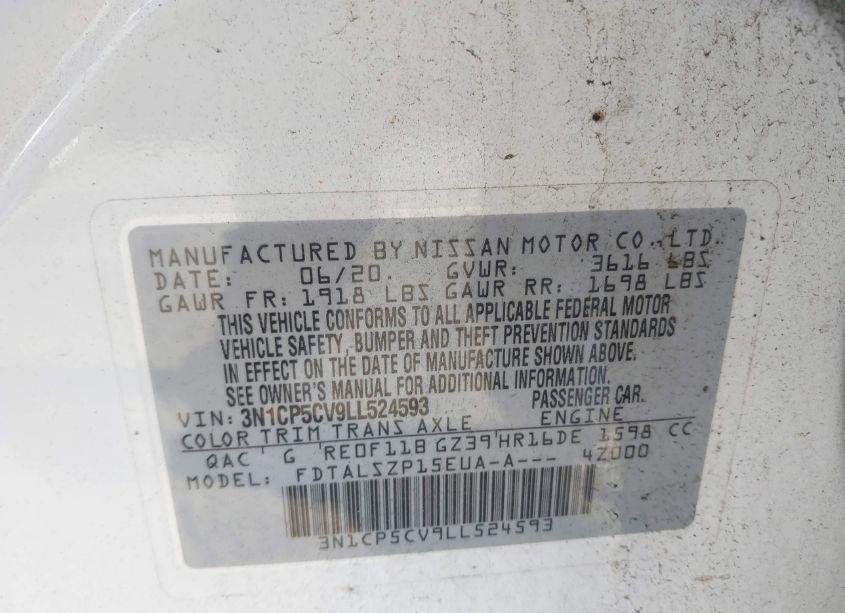 MANUFACTURED BY NISSAN MOTOR CO., LTD.
DATE: 06/20. GVWR: 3616 LBS
GAWR FR: 1918 LBS GAWR RR: 1698 LBS
THIS VEHICLE CONFORMS TO ALL APPLICABLE FEDERAL MOTOR
VEHICLE SAFETY, BUMPER AND THEFT PREVENTION STANDARDS
IN EFFECT ON THE DATE OF MANUFACTURE SHOWN ABOVE.
SEE OWNER'S MANUAL FOR ADDITIONAL INFORMATION.
VIN: 3N1CP5CV9LL524593 PASSENGER CAR.
COLOR TRIM TRANS AXLE ENGINE
QAC G RE0F11B GZ39 HR16DE 1598 CC
MODEL: FDTALSZP15EUA-A--- 4Z000
3N1CP5CV9LL524593